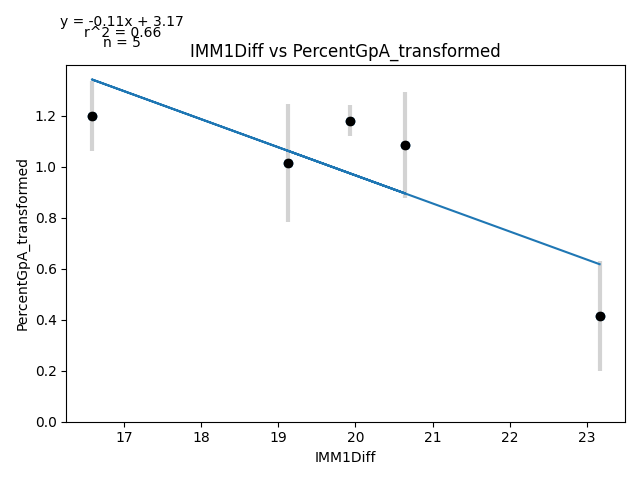 y = -0.11x + 3.17
r^2 = 0.66
n = 5
IMM1Diff vs PercentGpA_transformed
PercentGpA_transformed
1.2
1.0
0.8
0.6
0.4
0.2
0.0
17 18 19 20 21 22 23
IMM1Diff